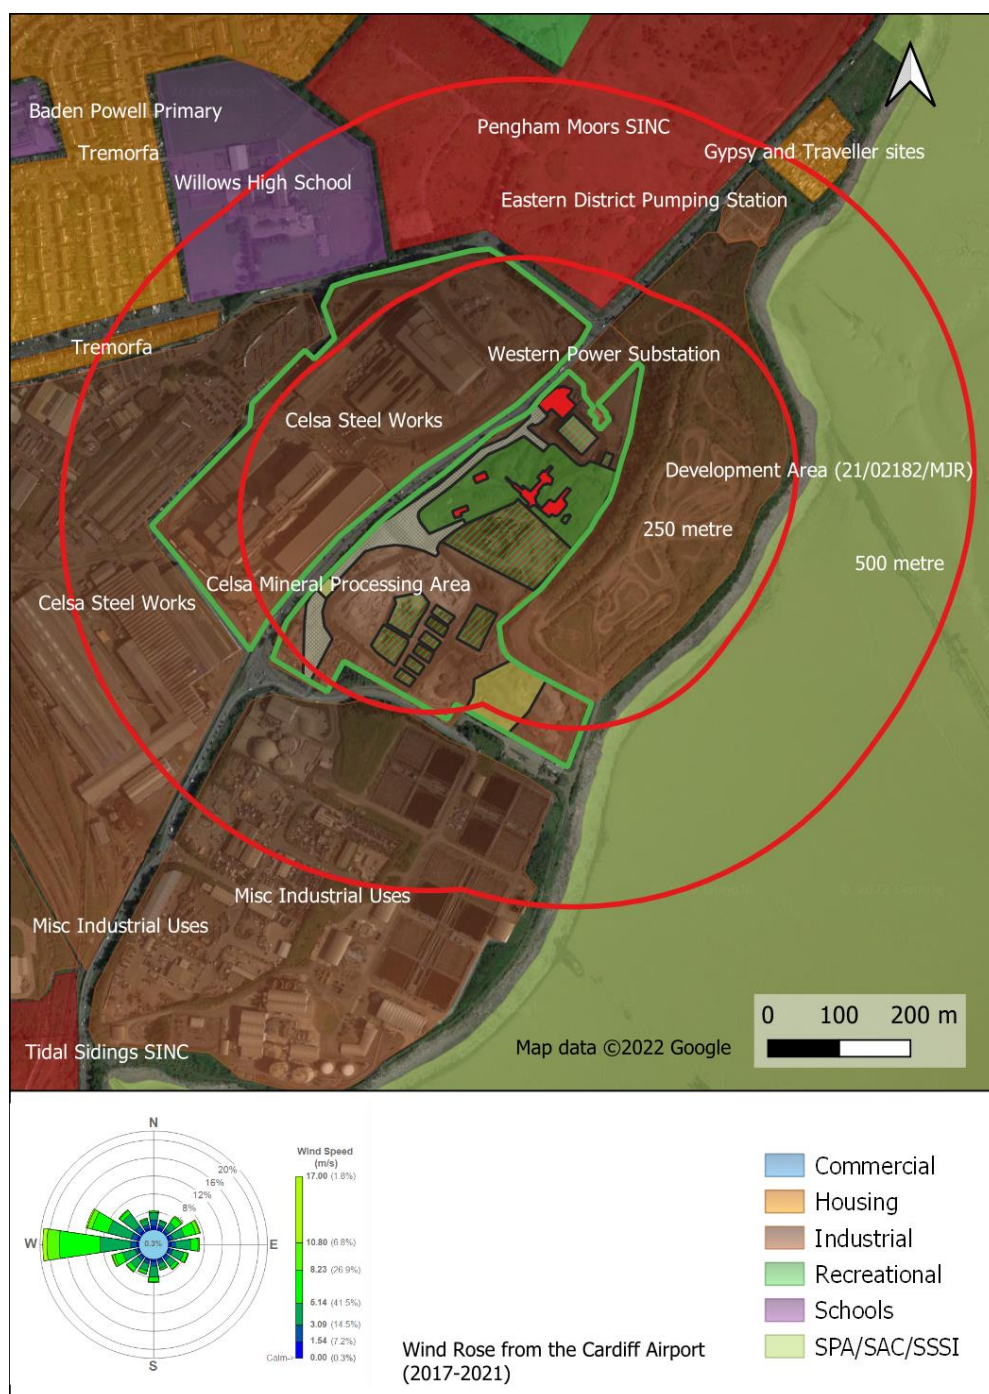 Baden Powell Primary
Pengham Moors SINC
Tremorfa
Gypsy and Traveller sites
Willows High School
Eastern District Pumping Station
Tremorfa
Western Power Substation
Celsa Steel Works
Development Area (21/02182/MJR)
250 metre
500 metre
Celsa Mineral Processing Area
Celsa Steel Works
Misc Industrial Uses
Misc Industrial Uses
0 100 200 m
Tidal Sidings SINC
Map data ©2022 Google
N
Wind Speed
(m/s)
17.00 (1.6%)
20%
16%
12%
8%
W
0.3%
E
10.80 (6.8%)
8.23 (26.9%)
5.14 (41.5%)
3.09 (14.5%)
1.54 (7.2%)
Calm-> 0.00 (0.3%)
S
Wind Rose from the Cardiff Airport
(2017-2021)
Commercial
Housing
Industrial
Recreational
Schools
SPA/SAC/SSSI